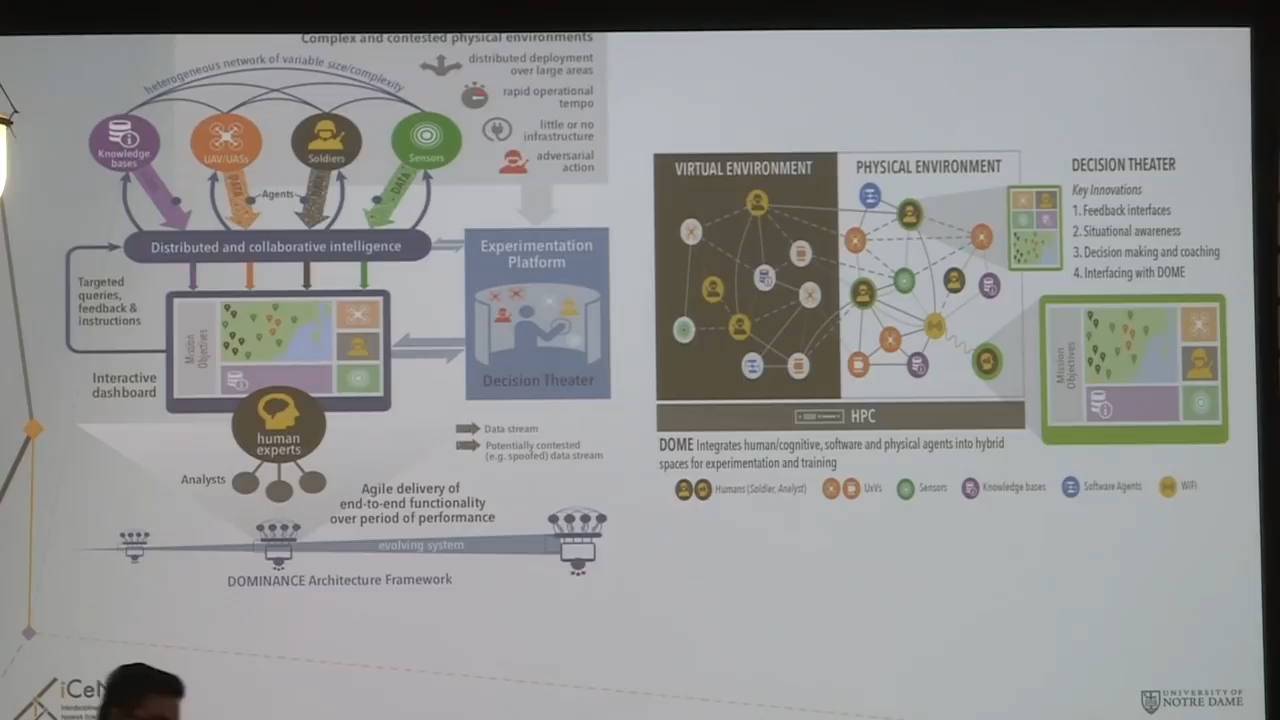 Complex and contested physical environments
heterogeneous network of variable size/complexity
distributed deployment
over large areas
rapid operational
tempo
little or no
infrastructure
adversarial
action
Knowledge
bases
UAV/UASs
Soldiers
Sensors
DATA
DATA
Agents
Distributed and collaborative intelligence
Targeted
queries,
feedback &
instructions
Mission
Objectives
Interactive
dashboard
Experimentation
Platform
Decision Theater
human
experts
Analysts
Data stream
Potentially contested
(e.g. spoofed) data stream
Agile delivery of
end-to-end functionality
over period of performance
evolving system
DOMINANCE Architecture Framework
VIRTUAL ENVIRONMENT
PHYSICAL ENVIRONMENT
HPC
DECISION THEATER
Key Innovations
1. Feedback interfaces
2. Situational awareness
3. Decision making and coaching
4. Interfacing with DOME
Mission
Objectives
DOME Integrates human/cognitive, software and physical agents into hybrid
spaces for experimentation and training
Humans (Soldier, Analyst)
UxVs
Sensors
Knowledge bases
Software Agents
WiFi
UNIVERSITY OF
NOTRE DAME